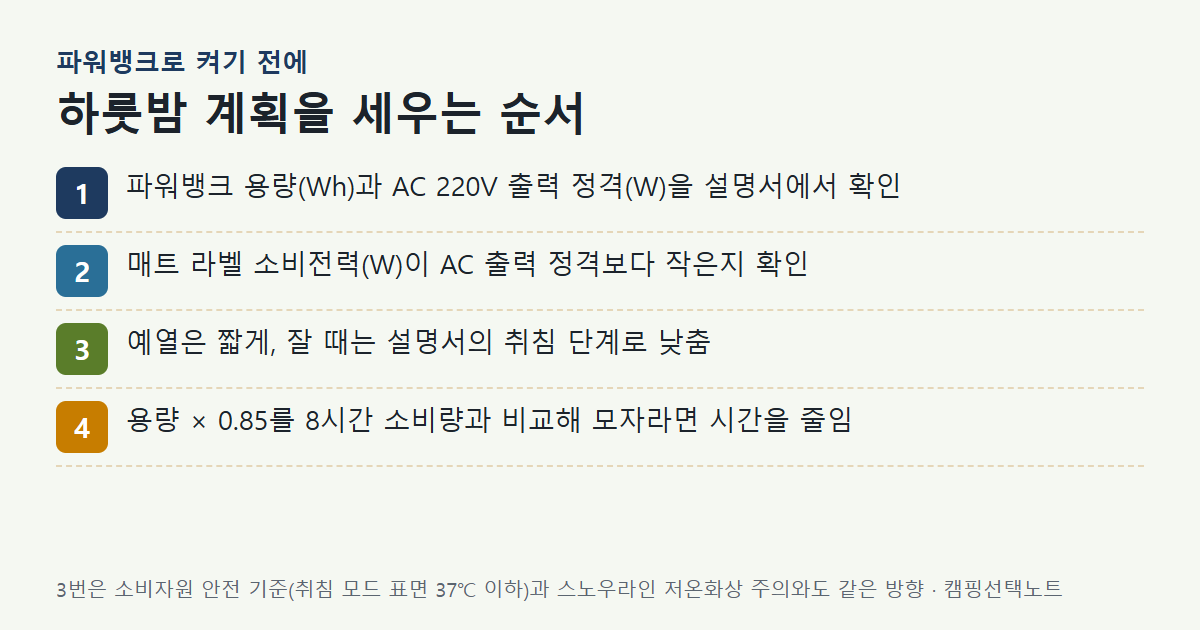 파워뱅크로 켜기 전에
하룻밤 계획을 세우는 순서
1 파워뱅크 용량(Wh)과 AC 220V 출력 정격(W)을 설명서에서 확인
2 매트 라벨 소비전력(W)이 AC 출력 정격보다 작은지 확인
3 예열은 짧게, 잘 때는 설명서의 취침 단계로 낮춤
4 용량 × 0.85를 8시간 소비량과 비교해 모자라면 시간을 줄임
3번은 소비자원 안전 기준(취침 모드 표면 37℃ 이하)과 스노우라인 저온화상 주의와도 같은 방향 · 캠핑선택노트